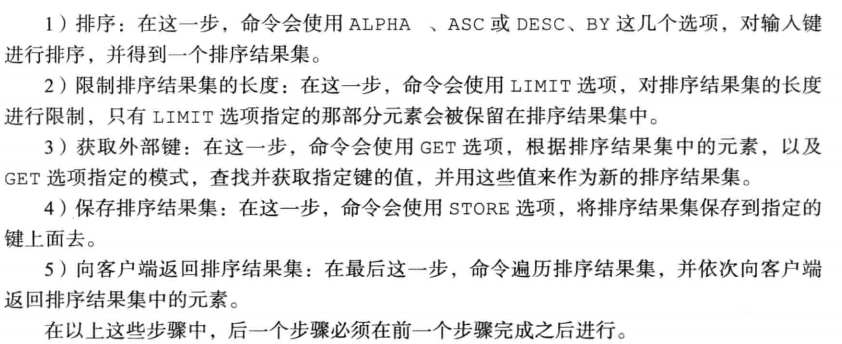 1）排序：在这一步，命令会使用 ALPHA 、ASC 或 DESC、BY 这几个选项，对输入键
进行排序，并得到一个排序结果集。
2）限制排序结果集的长度：在这一步，命令会使用 LIMIT 选项，对排序结果集的长度
进行限制，只有 LIMIT 选项指定的那部分元素会被保留在排序结果集中。
3）获取外部键：在这一步，命令会使用 GET 选项，根据排序结果集中的元素，以及
GET 选项指定的模式，查找并获取指定键的值，并用这些值来作为新的排序结果集。
4）保存排序结果集：在这一步，命令会使用 STORE 选项，将排序结果集保存到指定的
键上面去。
5）向客户端返回排序结果集：在最后这一步，命令遍历排序结果集，并依次向客户端
返回排序结果集中的元素。
在以上这些步骤中，后一个步骤必须在前一个步骤完成之后进行。